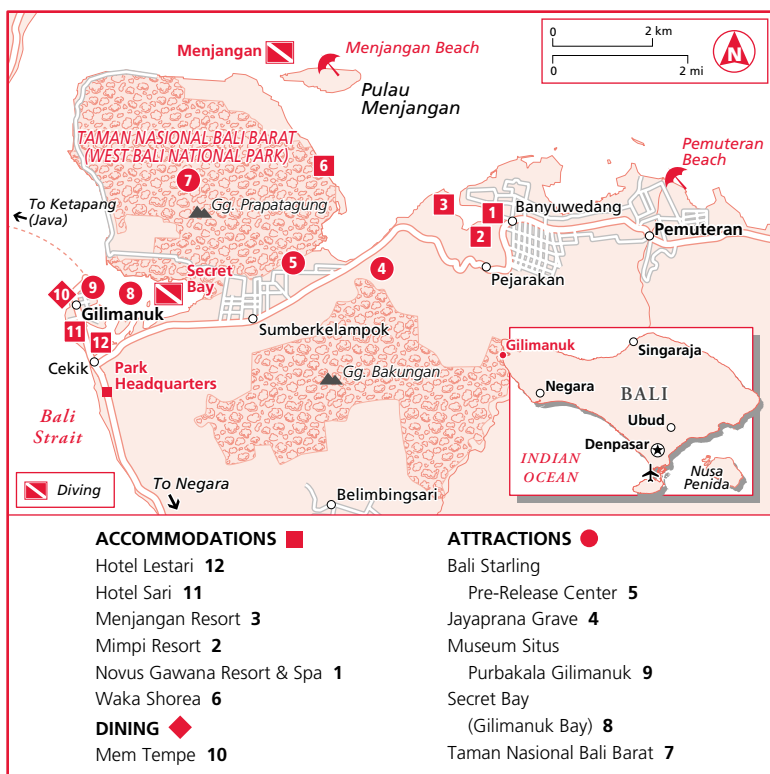 Menjangan
Menjangan Beach
Pulau
Menjangan
0 2 km
0 2 mi
N
TAMAN NASIONAL BALI BARAT
(WEST BALI NATIONAL PARK)
7
6
Gg. Prapatagung
To Ketapang
(Java)
Pemuteran
Beach
3
1
2
Banyuwedang
Pemuteran
Pejarakan
Secret
Bay
5
4
10
9
8
Gilimanuk
11
12
Sumberkelampok
Cekik
Park
Headquarters
Gg. Bakungan
Bali
Strait
To Negara
Belimbingsari
Diving
Gilimanuk
Singaraja
Negara
BALI
Ubud
Denpasar
INDIAN
OCEAN
Nusa
Penida
ACCOMMODATIONS
Hotel Lestari 12
Hotel Sari 11
Menjangan Resort 3
Mimpi Resort 2
Novus Gawana Resort & Spa 1
Waka Shorea 6
DINING
Mem Tempe 10
ATTRACTIONS
Bali Starling
Pre-Release Center 5
Jayaprana Grave 4
Museum Situs
Purbakala Gilimanuk 9
Secret Bay
(Gilimanuk Bay) 8
Taman Nasional Bali Barat 7